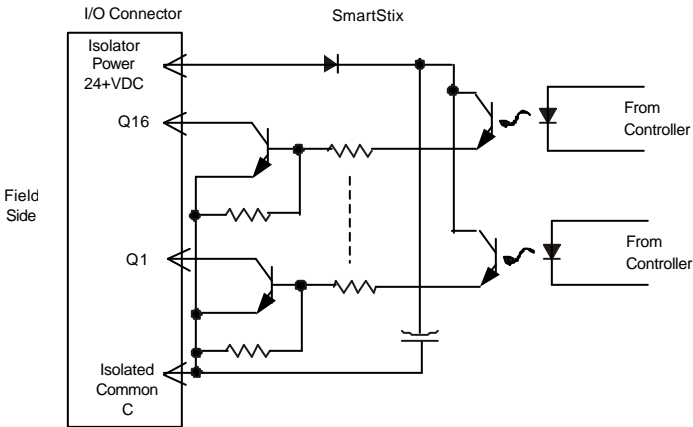 I/O Connector
SmartStix
Isolator
Power
24+VDC
Q16
From
Controller
Field
Side
Q1
From
Controller
Isolated
Common
C